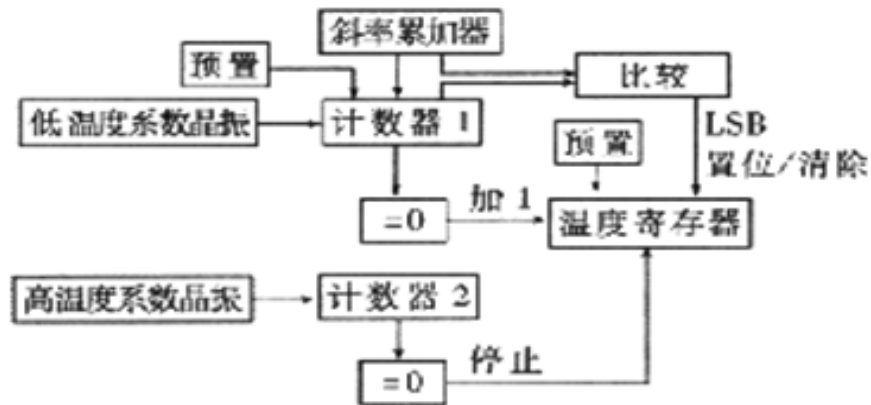 斜率累加器
预置
比较
低温度系数晶振
计数器 1
LSB
预置
置位/清除
=0
加 1
温度寄存器
高温度系数晶振
计数器 2
=0
停止